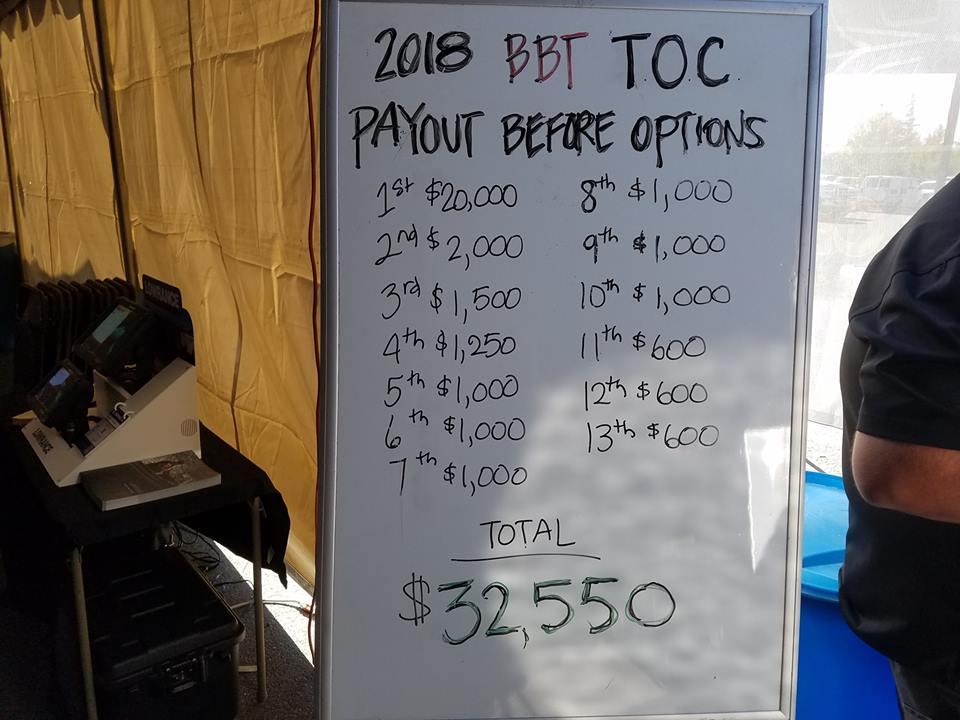 2018 BBT T.O.C.
PAYOUT BEFORE OPTIONS
1st $20,000
2nd $2,000
3rd $1,500
4th $1,250
5th $1,000
6th $1,000
7th $1,000
8th $1,000
9th $1,000
10th $1,000
11th $600
12th $600
13th $600
TOTAL
$32,550
LOWRANCE
LOWRANCE